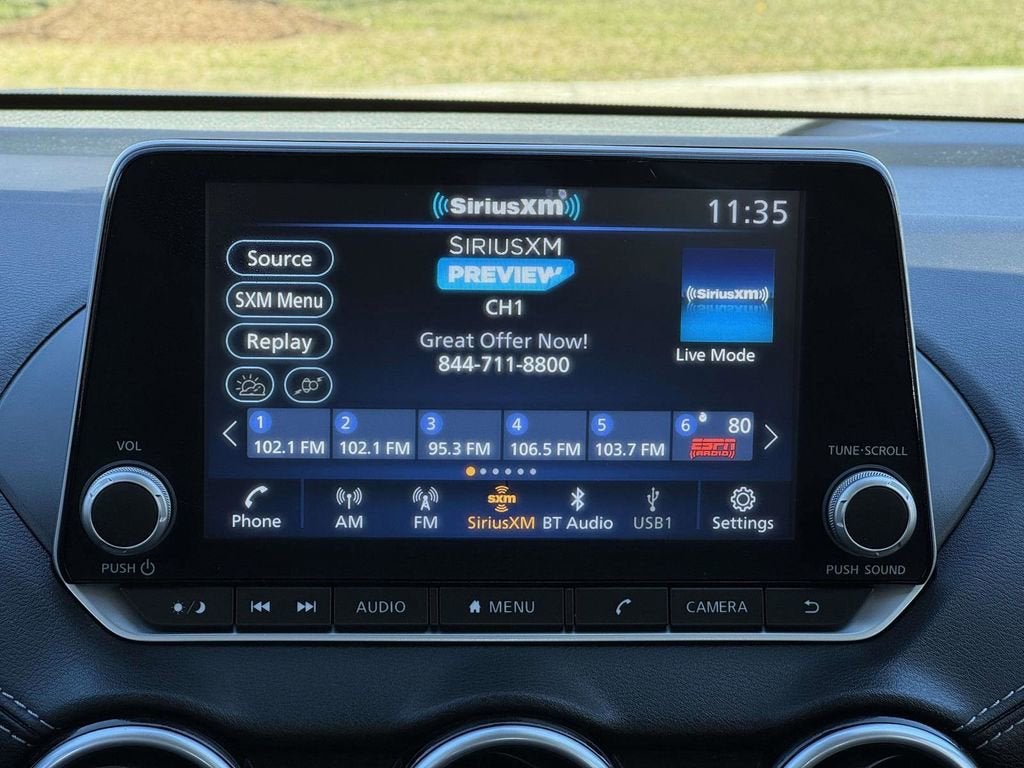 ((SiriusXM))
11:35
Source
SXM Menu
Replay
SIRIUSXM
PREVIEW
CH1
Great Offer Now!
844-711-8800
((SiriusXM))
Live Mode
1 102.1 FM
2 102.1 FM
3 95.3 FM
4 106.5 FM
5 103.7 FM
6 80 ESPN RADIO
Phone
AM
FM
sxm
SiriusXM
BT Audio
USB1
Settings
VOL
PUSH
TUNE·SCROLL
PUSH SOUND
AUDIO
MENU
CAMERA